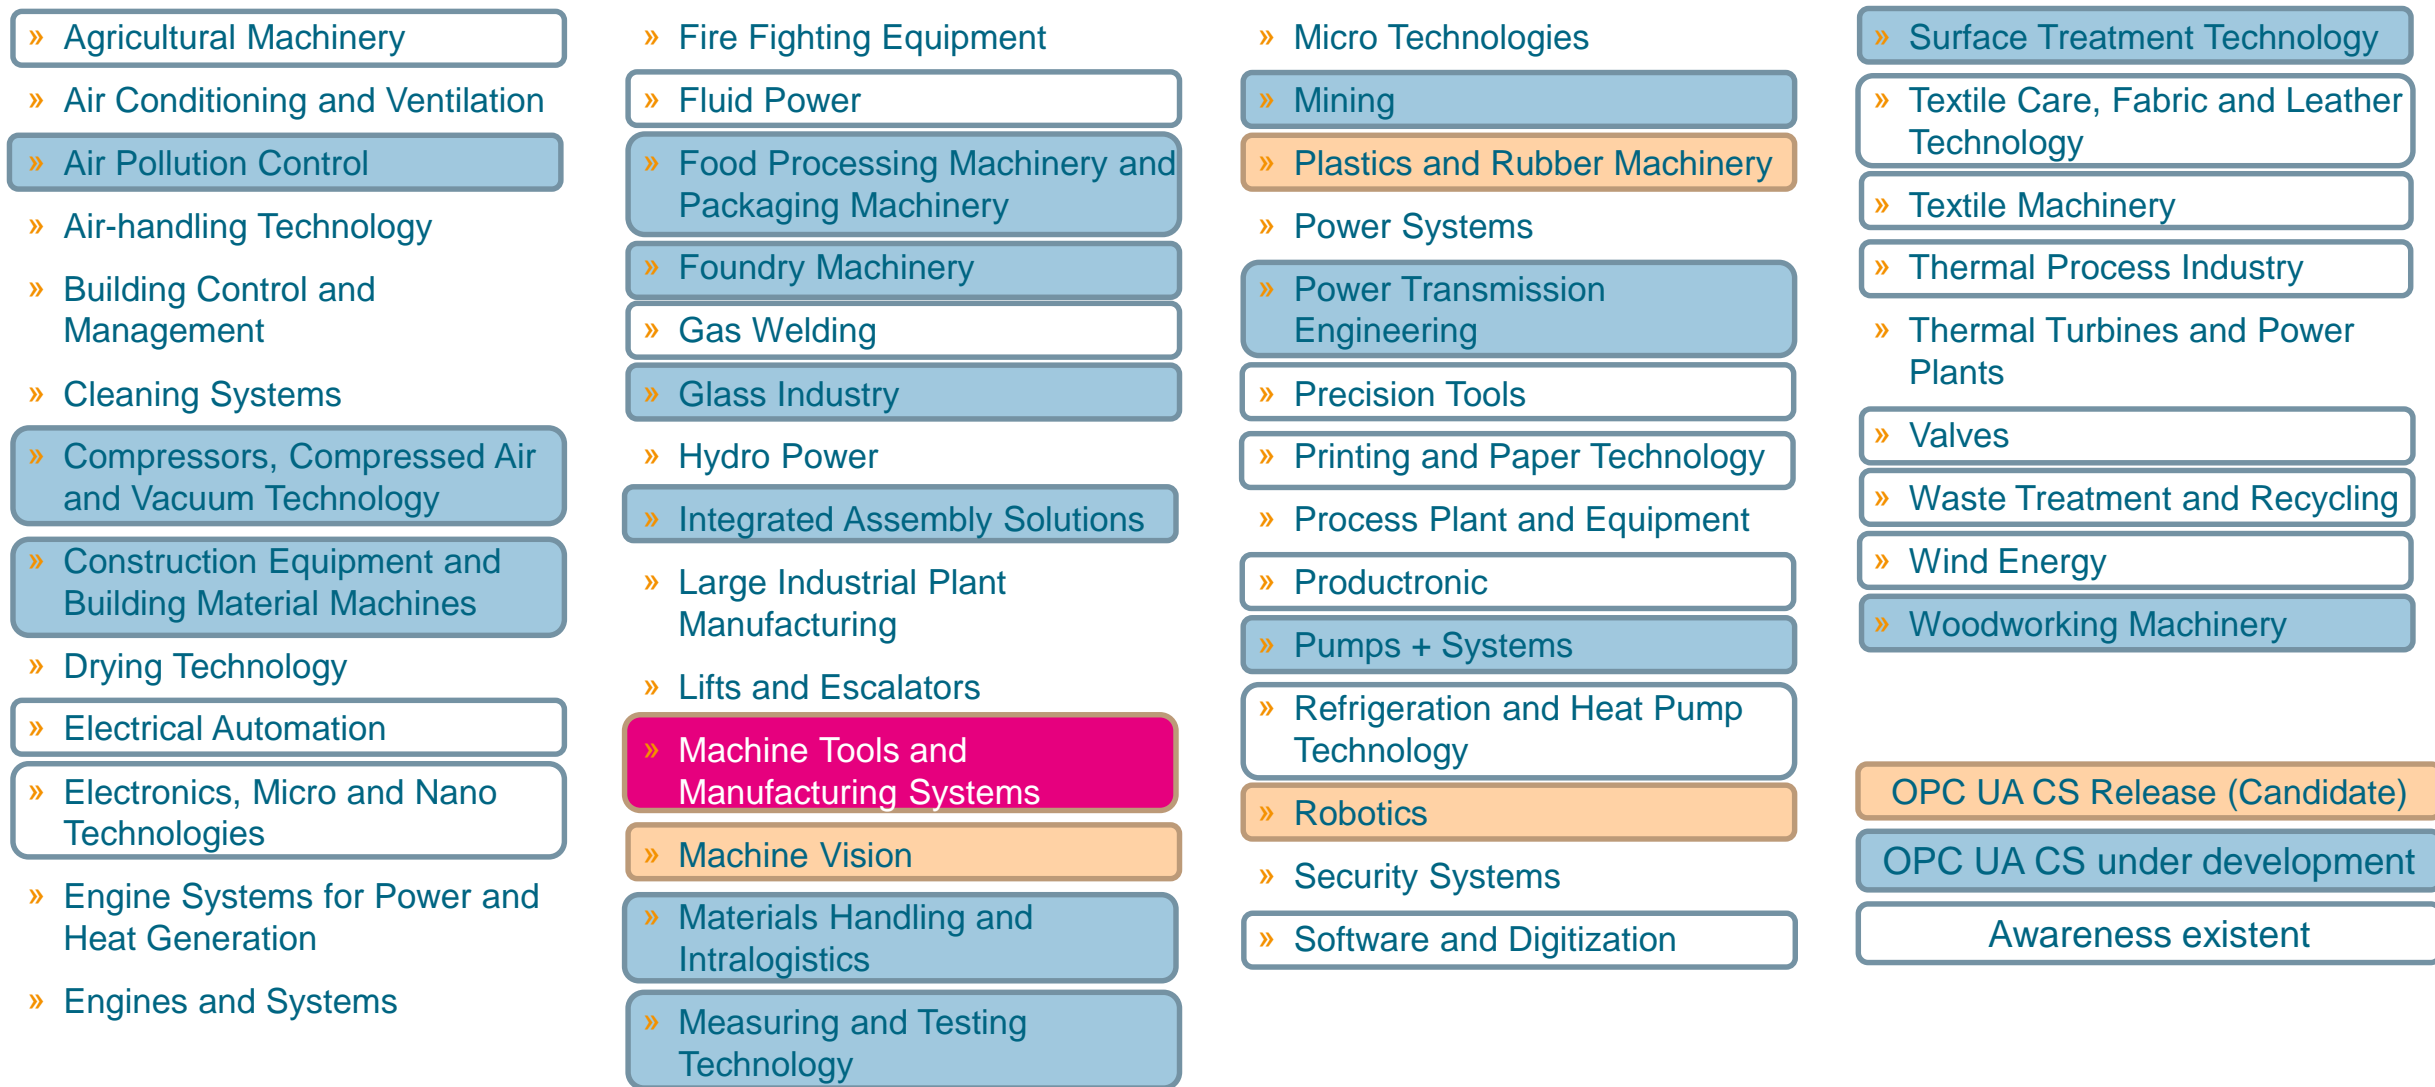 » Agricultural Machinery
» Air Conditioning and Ventilation
» Air Pollution Control
» Air-handling Technology
» Building Control and
Management
» Cleaning Systems
» Compressors, Compressed Air
and Vacuum Technology
» Construction Equipment and
Building Material Machines
» Drying Technology
» Electrical Automation
» Electronics, Micro and Nano
Technologies
» Engine Systems for Power and
Heat Generation
» Engines and Systems
» Fire Fighting Equipment
» Fluid Power
» Food Processing Machinery and
Packaging Machinery
» Foundry Machinery
» Gas Welding
» Glass Industry
» Hydro Power
» Integrated Assembly Solutions
» Large Industrial Plant
Manufacturing
» Lifts and Escalators
» Machine Tools and
Manufacturing Systems
» Machine Vision
» Materials Handling and
Intralogistics
» Measuring and Testing
Technology
» Micro Technologies
» Mining
» Plastics and Rubber Machinery
» Power Systems
» Power Transmission
Engineering
» Precision Tools
» Printing and Paper Technology
» Process Plant and Equipment
» Productronic
» Pumps + Systems
» Refrigeration and Heat Pump
Technology
» Robotics
» Security Systems
» Software and Digitization
» Surface Treatment Technology
» Textile Care, Fabric and Leather
Technology
» Textile Machinery
» Thermal Process Industry
» Thermal Turbines and Power
Plants
» Valves
» Waste Treatment and Recycling
» Wind Energy
» Woodworking Machinery
OPC UA CS Release (Candidate)
OPC UA CS under development
Awareness existent